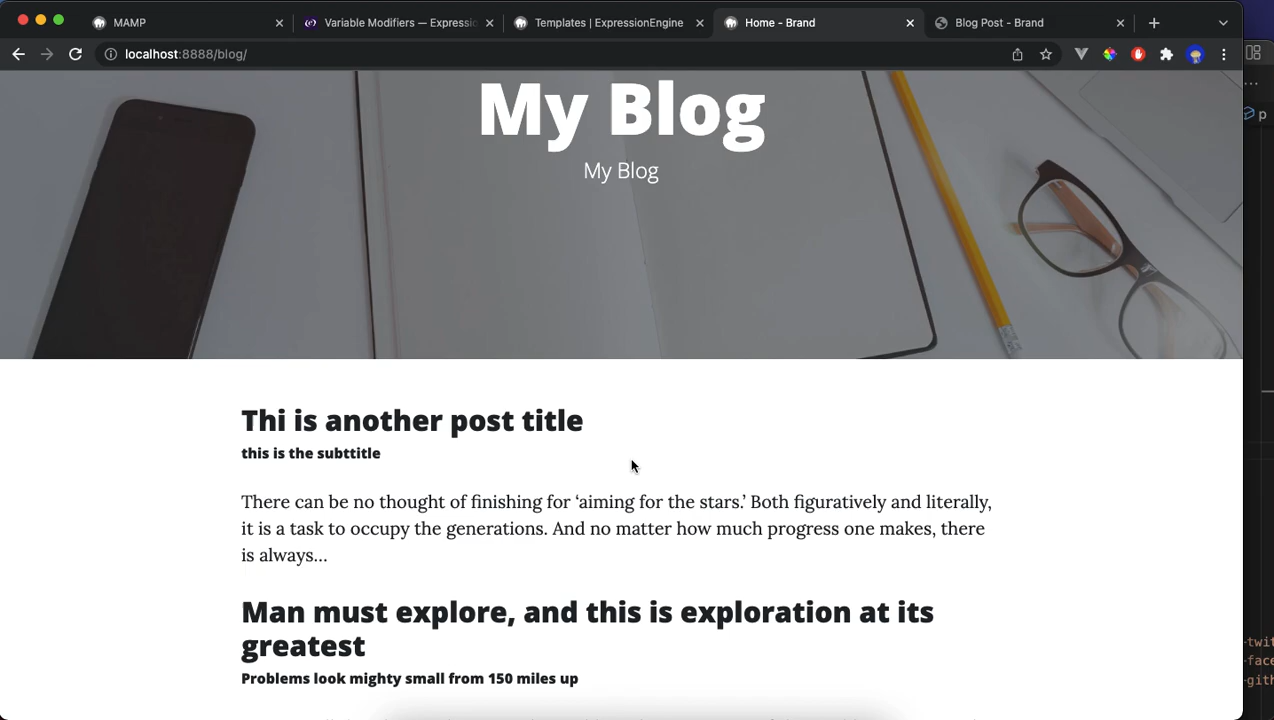 MAMP
Variable Modifiers — Expressio
Templates | ExpressionEngine
Home - Brand
Blog Post - Brand
localhost:8888/blog/
My Blog
My Blog
Thi is another post title
this is the subttitle
There can be no thought of finishing for ‘aiming for the stars.’ Both figuratively and literally,
it is a task to occupy the generations. And no matter how much progress one makes, there
is always…
Man must explore, and this is exploration at its
greatest
Problems look mighty small from 150 miles up
p
-twit
-face
-gith